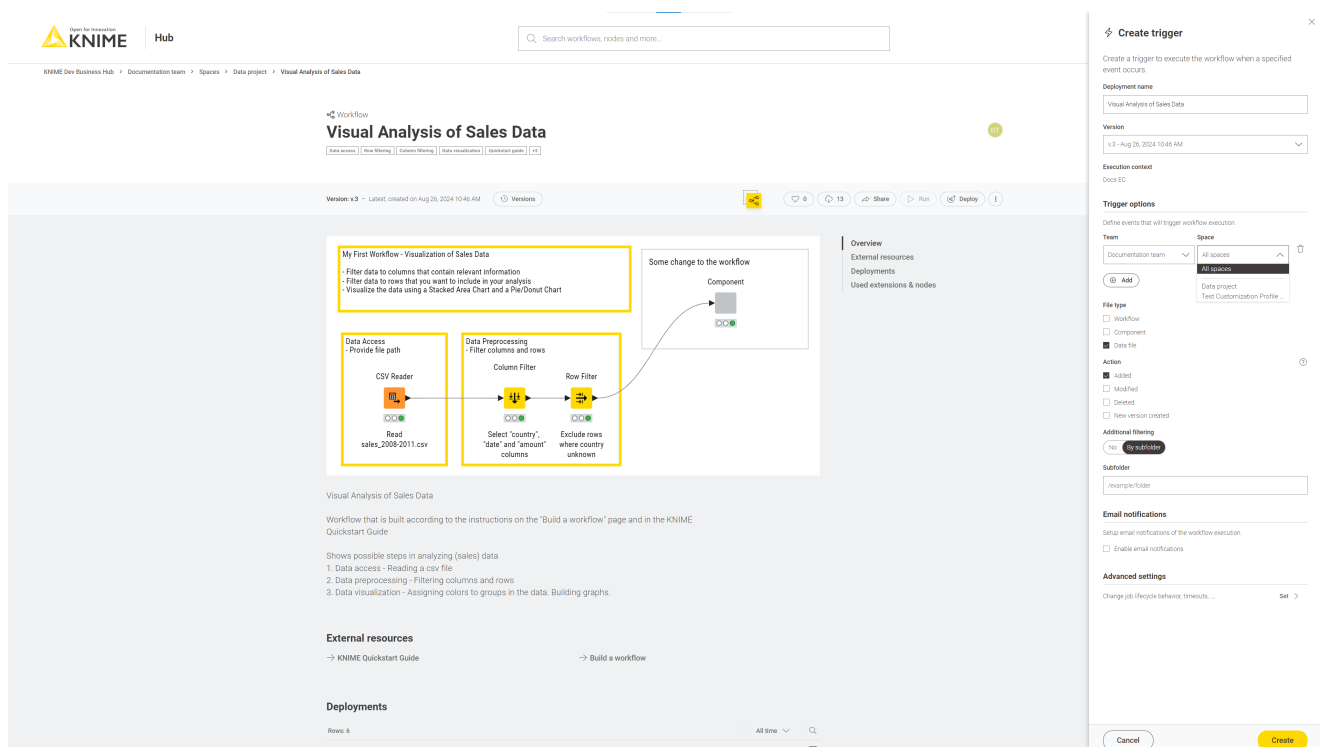 Open for Innovation
KNIME
Hub
Search workflows, nodes and more...
KNIME Dev Business Hub > Documentation team > Spaces > Data project > Visual Analysis of Sales Data
Workflow
Visual Analysis of Sales Data
DT
Data access Row filtering Column filtering Data visualization Quickstart guide +3
Version: v.3 – Latest, created on Aug 26, 2024 10:46 AM
Versions
0
13
Share
Run
Deploy
My First Workflow - Visualization of Sales Data
- Filter data to columns that contain relevant information
- Filter data to rows that you want to include in your analysis
- Visualize the data using a Stacked Area Chart and a Pie/Donut Chart
Some change to the workflow
Component
Data Access
- Provide file path
CSV Reader
Read
sales_2008-2011.csv
Data Preprocessing
- Filter columns and rows
Column Filter
Select "country",
"date" and "amount"
columns
Row Filter
Exclude rows
where country
unknown
Overview
External resources
Deployments
Used extensions & nodes
Visual Analysis of Sales Data
Workflow that is built according to the instructions on the "Build a workflow" page and in the KNIME
Quickstart Guide
Shows possible steps in analyzing (sales) data
1. Data access - Reading a csv file
2. Data preprocessing - Filtering columns and rows
3. Data visualization - Assigning colors to groups in the data. Building graphs.
External resources
→ KNIME Quickstart Guide
→ Build a workflow
Deployments
Rows: 6
All time
Create trigger
Create a trigger to execute the workflow when a specified
event occurs.
Deployment name
Visual Analysis of Sales Data
Version
v.3 - Aug 26, 2024 10:46 AM
Execution context
Docs EC
Trigger options
Define events that will trigger workflow execution.
Team
Space
Documentation team
All spaces
All spaces
Data project
Test Customization Profile ...
Add
File type
Workflow
Component
Data file
Action
Added
Modified
Deleted
New version created
Additional filtering
No
By subfolder
Subfolder
/example/folder
Email notifications
Setup email notifications of the workflow execution.
Enable email notifications
Advanced settings
Change job lifecycle behavior, timeouts, ...
Set
Cancel
Create